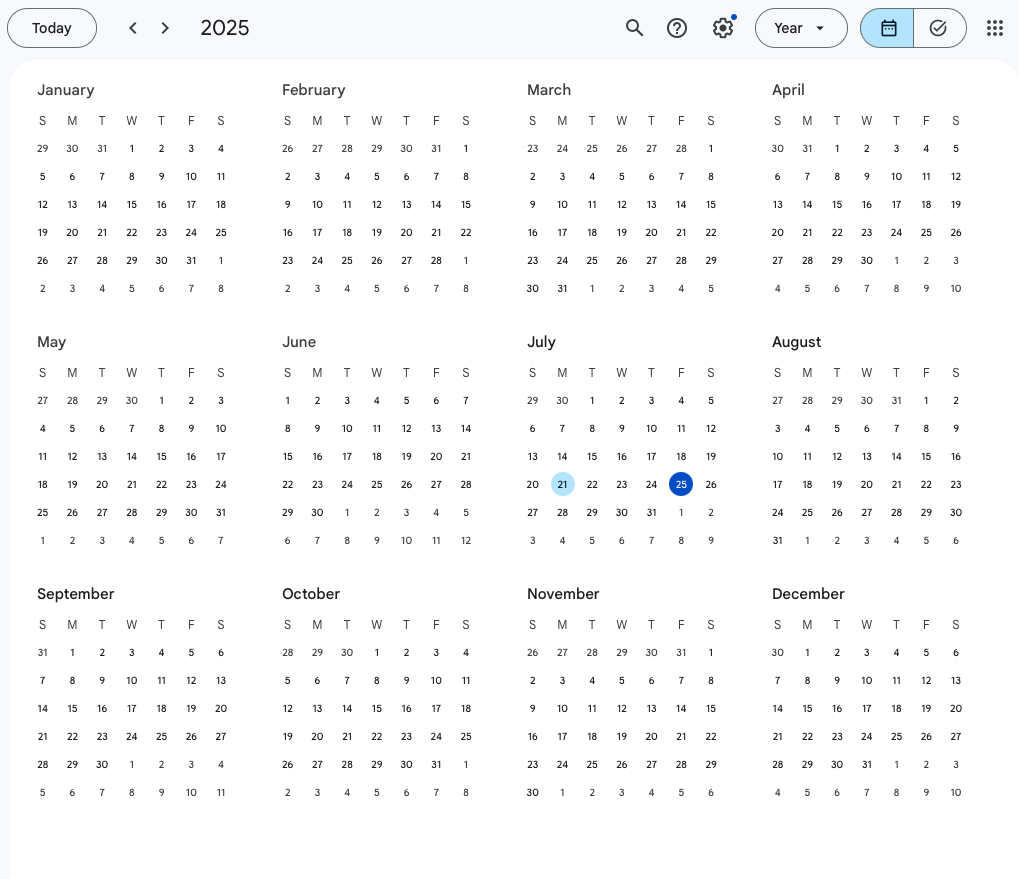 Today 2025 Year
January February March April
S M T W T F S S M T W T F S S M T W T F S S M T W T F S
29 30 31 1 2 3 4 26 27 28 29 30 31 1 23 24 25 26 27 28 1 30 31 1 2 3 4 5
5 6 7 8 9 10 11 2 3 4 5 6 7 8 2 3 4 5 6 7 8 6 7 8 9 10 11 12
12 13 14 15 16 17 18 9 10 11 12 13 14 15 9 10 11 12 13 14 15 13 14 15 16 17 18 19
19 20 21 22 23 24 25 16 17 18 19 20 21 22 16 17 18 19 20 21 22 20 21 22 23 24 25 26
26 27 28 29 30 31 1 23 24 25 26 27 28 1 23 24 25 26 27 28 29 27 28 29 30 1 2 3
2 3 4 5 6 7 8 2 3 4 5 6 7 8 30 31 1 2 3 4 5 4 5 6 7 8 9 10
May June July August
S M T W T F S S M T W T F S S M T W T F S S M T W T F S
27 28 29 30 1 2 3 1 2 3 4 5 6 7 29 30 1 2 3 4 5 27 28 29 30 31 1 2
4 5 6 7 8 9 10 8 9 10 11 12 13 14 6 7 8 9 10 11 12 3 4 5 6 7 8 9
11 12 13 14 15 16 17 15 16 17 18 19 20 21 13 14 15 16 17 18 19 10 11 12 13 14 15 16
18 19 20 21 22 23 24 22 23 24 25 26 27 28 20 21 22 23 24 25 26 17 18 19 20 21 22 23
25 26 27 28 29 30 31 29 30 1 2 3 4 5 27 28 29 30 31 1 2 24 25 26 27 28 29 30
1 2 3 4 5 6 7 6 7 8 9 10 11 12 3 4 5 6 7 8 9 31 1 2 3 4 5 6
September October November December
S M T W T F S S M T W T F S S M T W T F S S M T W T F S
31 1 2 3 4 5 6 28 29 30 1 2 3 4 26 27 28 29 30 31 1 30 1 2 3 4 5 6
7 8 9 10 11 12 13 5 6 7 8 9 10 11 2 3 4 5 6 7 8 7 8 9 10 11 12 13
14 15 16 17 18 19 20 12 13 14 15 16 17 18 9 10 11 12 13 14 15 14 15 16 17 18 19 20
21 22 23 24 25 26 27 19 20 21 22 23 24 25 16 17 18 19 20 21 22 21 22 23 24 25 26 27
28 29 30 1 2 3 4 26 27 28 29 30 31 1 23 24 25 26 27 28 29 28 29 30 31 1 2 3
5 6 7 8 9 10 11 2 3 4 5 6 7 8 30 1 2 3 4 5 6 4 5 6 7 8 9 10